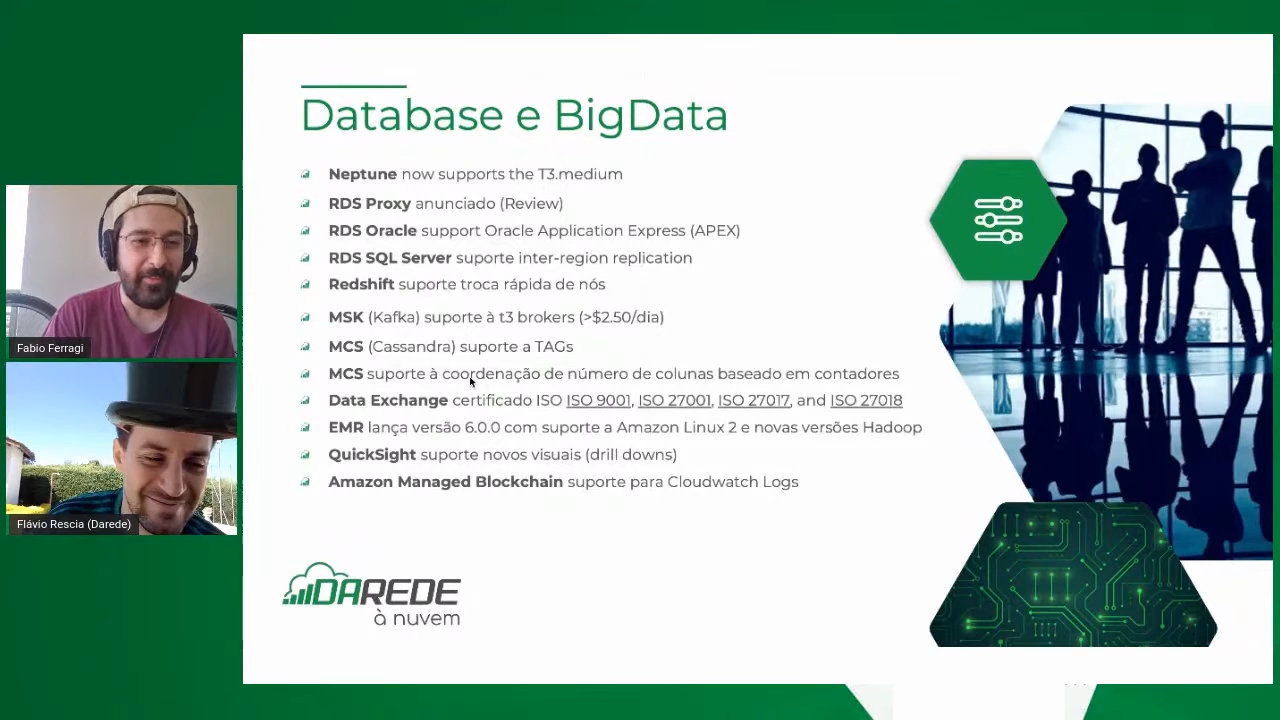 Database e BigData
Neptune now supports the T3.medium
RDS Proxy anunciado (Review)
RDS Oracle support Oracle Application Express (APEX)
RDS SQL Server suporte inter-region replication
Redshift suporte troca rápida de nós
MSK (Kafka) suporte à t3 brokers (>$2.50/dia)
MCS (Cassandra) suporte a TAGs
MCS suporte à coordenação de número de colunas baseado em contadores
Data Exchange certificado ISO ISO 9001, ISO 27001, ISO 27017, and ISO 27018
EMR lança versão 6.0.0 com suporte a Amazon Linux 2 e novas versões Hadoop
QuickSight suporte novos visuais (drill downs)
Amazon Managed Blockchain suporte para Cloudwatch Logs
Fabio Ferragi
Flávio Rescia (Darede)
DAREDE
à nuvem